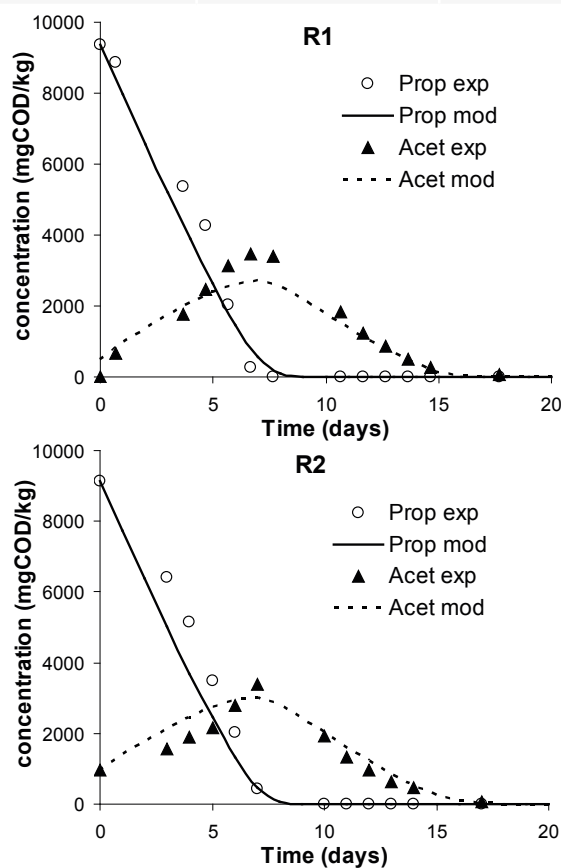 R1
10000
8000
6000
4000
2000
0
concentration (mgCOD/kg)
Prop exp
Prop mod
Acet exp
Acet mod
0 5 10 15 20
Time (days)
R2
10000
8000
6000
4000
2000
0
concentration (mgCOD/kg)
Prop exp
Prop mod
Acet exp
Acet mod
0 5 10 15 20
Time (days)